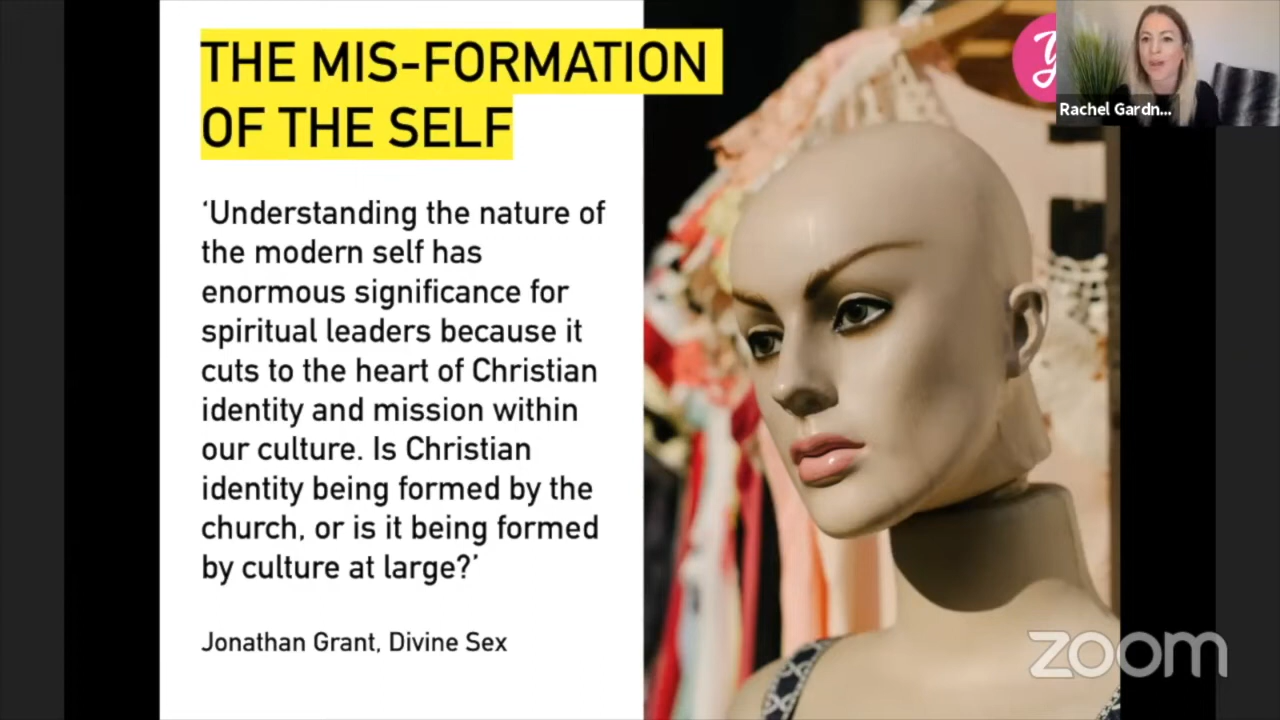 THE MIS-FORMATION
OF THE SELF
‘Understanding the nature of
the modern self has
enormous significance for
spiritual leaders because it
cuts to the heart of Christian
identity and mission within
our culture. Is Christian
identity being formed by the
church, or is it being formed
by culture at large?’
Jonathan Grant, Divine Sex
y
Rachel Gardn...
zoom